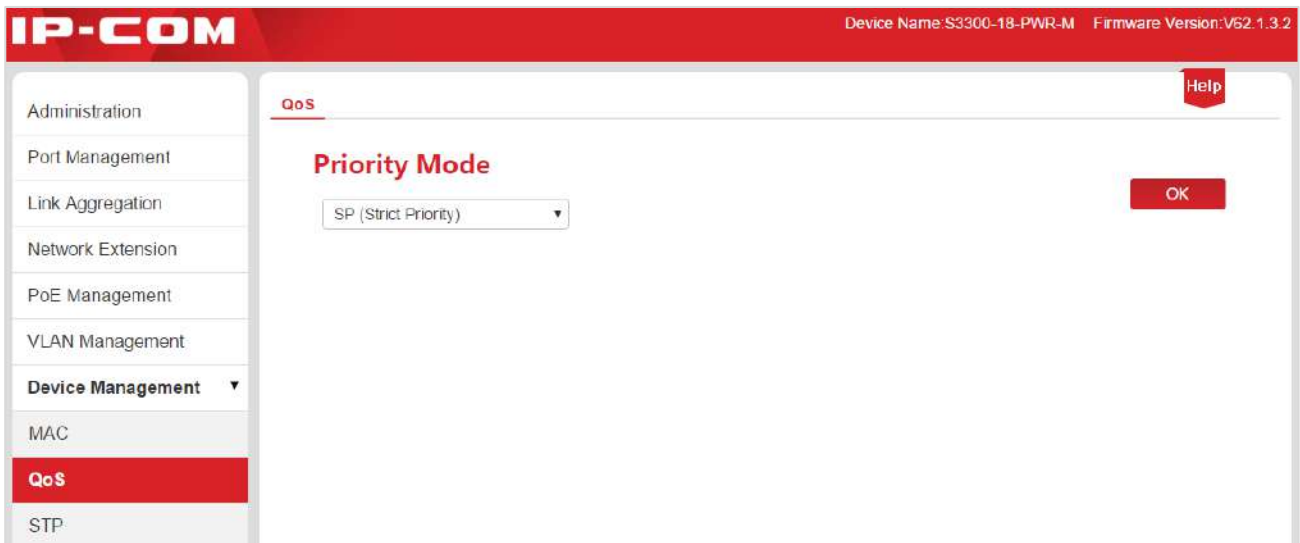 IP-COM
Device Name:S3300-18-PWR-M Firmware Version:V62.1.3.2
Help
Administration
Port Management
Link Aggregation
Network Extension
PoE Management
VLAN Management
Device Management
MAC
QoS
STP
QoS
Priority Mode
SP (Strict Priority)
OK